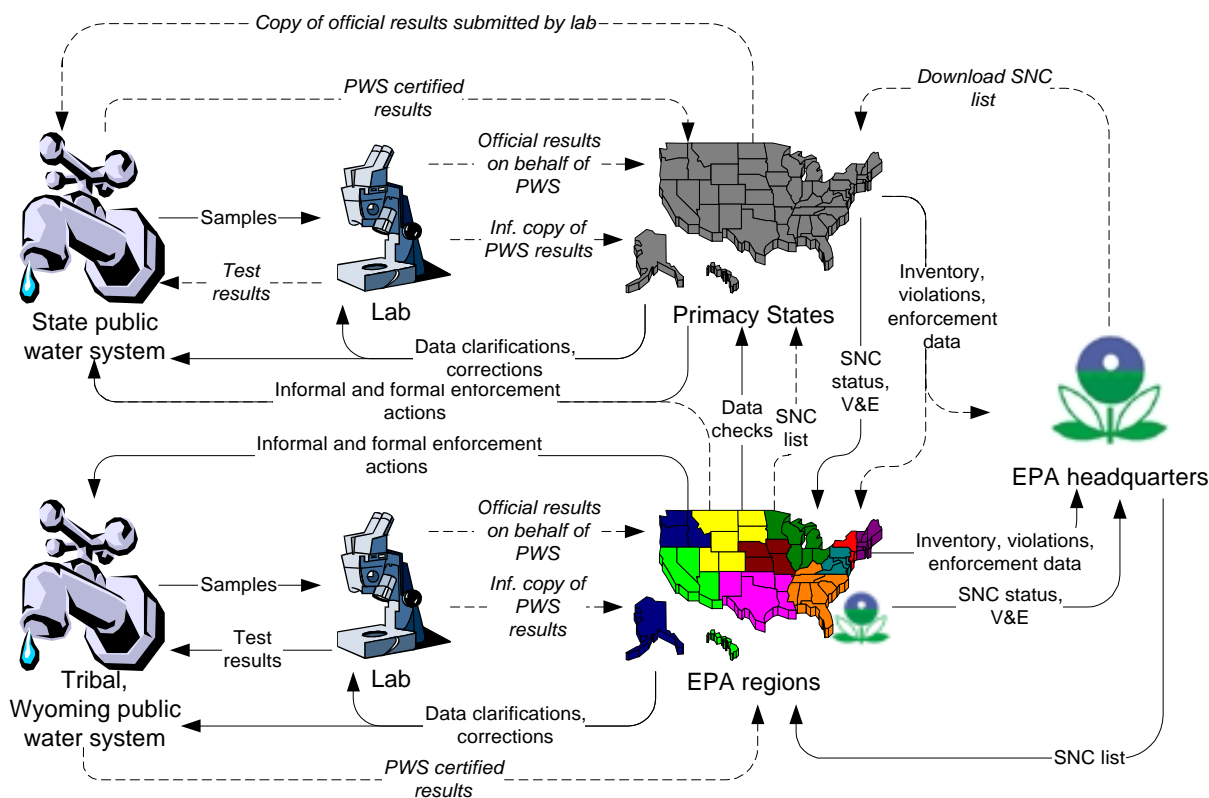 Copy of official results submitted by lab
PWS certified
results
Download SNC
list
Official results
on behalf of
PWS
Samples
Inf. copy of
PWS results
Test
results
Inventory,
violations,
enforcement
data
State public
water system
Lab
Primacy States
Data clarifications,
corrections
SNC
status,
V&E
Informal and formal enforcement
actions
Data
checks
SNC
list
Informal and formal enforcement
actions
EPA headquarters
Official results
on behalf of
PWS
Inventory, violations,
enforcement data
Samples
Inf. copy of
PWS
results
SNC status,
V&E
Test
results
Lab
EPA regions
Tribal,
Wyoming public
water system
Data clarifications,
corrections
SNC list
PWS certified
results